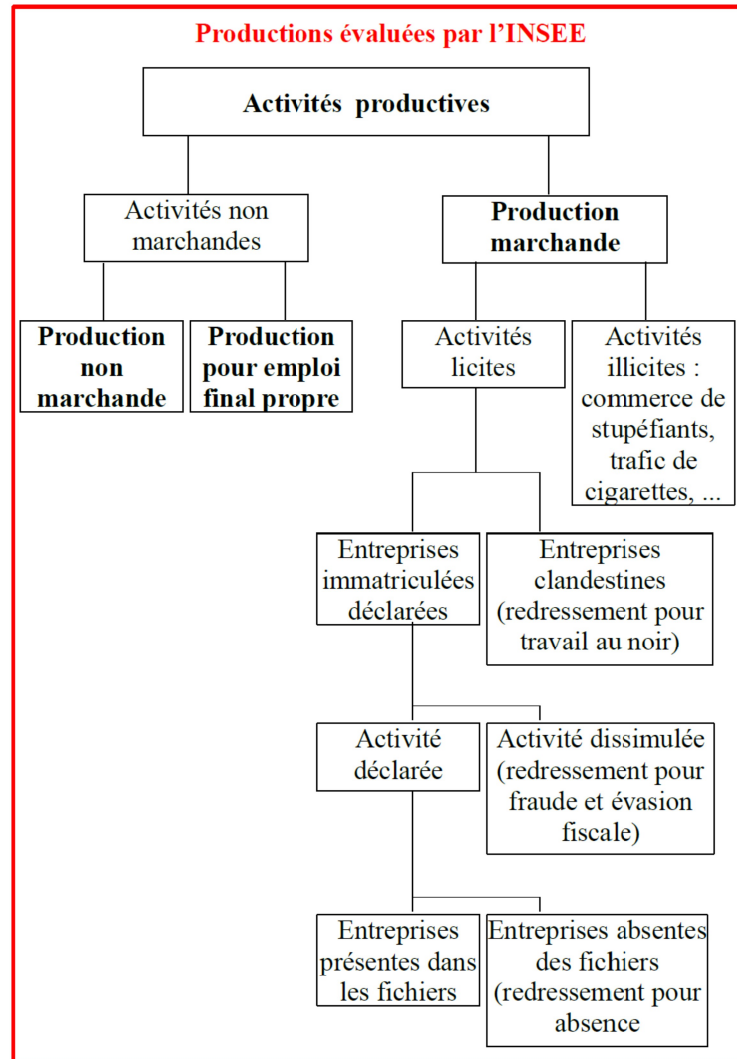 Productions évaluées par l'INSEE
Activités productives
Activités non
marchandes
Production
marchande
Production
non
marchande
Production
pour emploi
final propre
Activités
licites
Activités
illicites :
commerce de
stupéfiants,
trafic de
cigarettes, ...
Entreprises
immatriculées
déclarées
Entreprises
clandestines
(redressement pour
travail au noir)
Activité
déclarée
Activité dissimulée
(redressement pour
fraude et évasion
fiscale)
Entreprises
présentes dans
les fichiers
Entreprises absentes
des fichiers
(redressement pour
absence